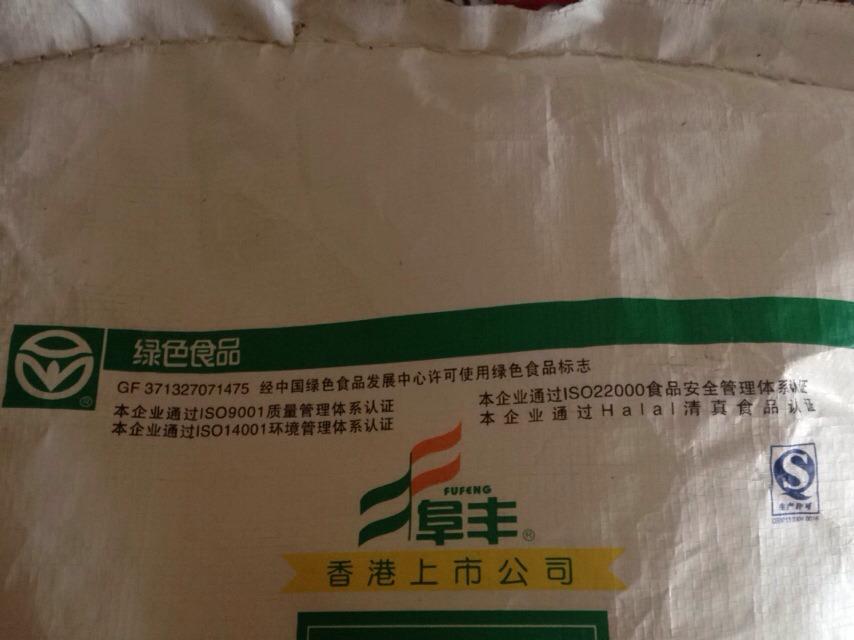 绿色食品
GF 371327071475 经中国绿色食品发展中心许可使用绿色食品标志
本企业通过ISO9001质量管理体系认证
本企业通过ISO14001环境管理体系认证
本企业通过ISO22000食品安全管理体系认证
本企业通过Halal清真食品认证
FUFENG
阜丰®
香港上市公司
生产许可